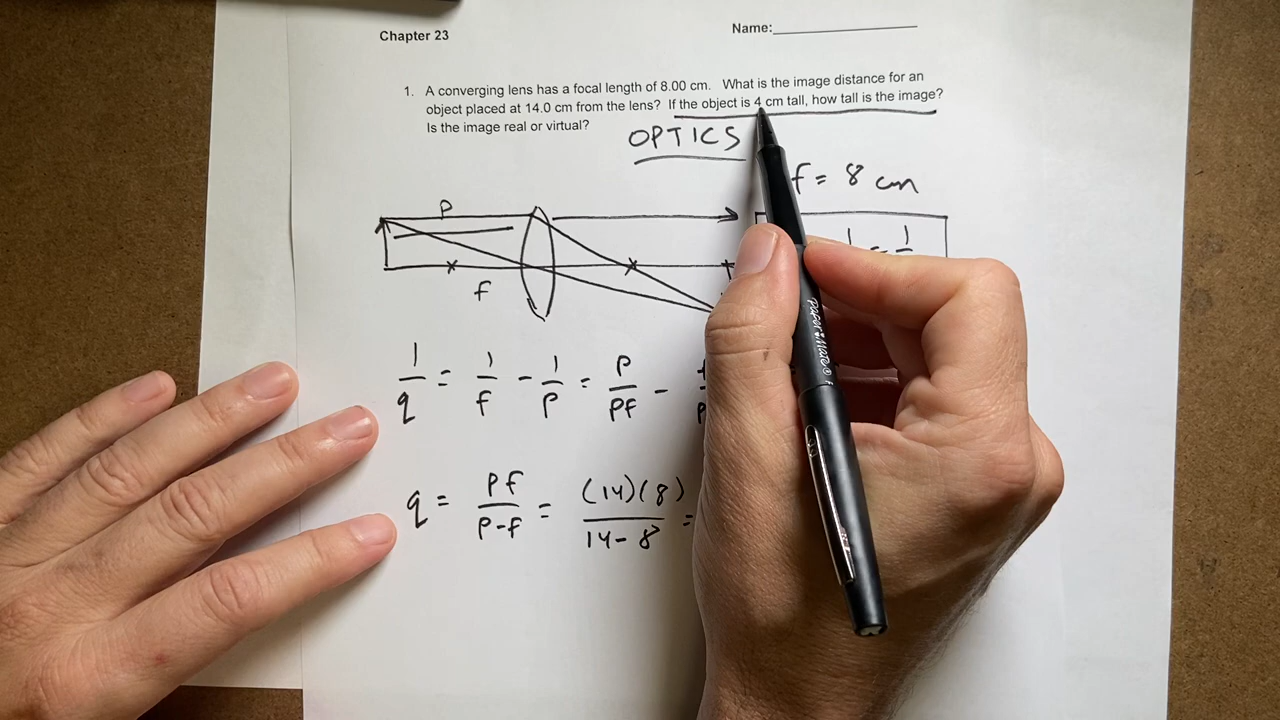 Chapter 23
Name:
1. A converging lens has a focal length of 8.00 cm. What is the image distance for an
object placed at 14.0 cm from the lens? If the object is 4 cm tall, how tall is the image?
Is the image real or virtual?
OPTICS
f = 8 cm
P
1 = 1
f
1/q = 1/f - 1/p = P/PF -
q = PF/P-F = (14)(8)/14-8 =
PaperMate